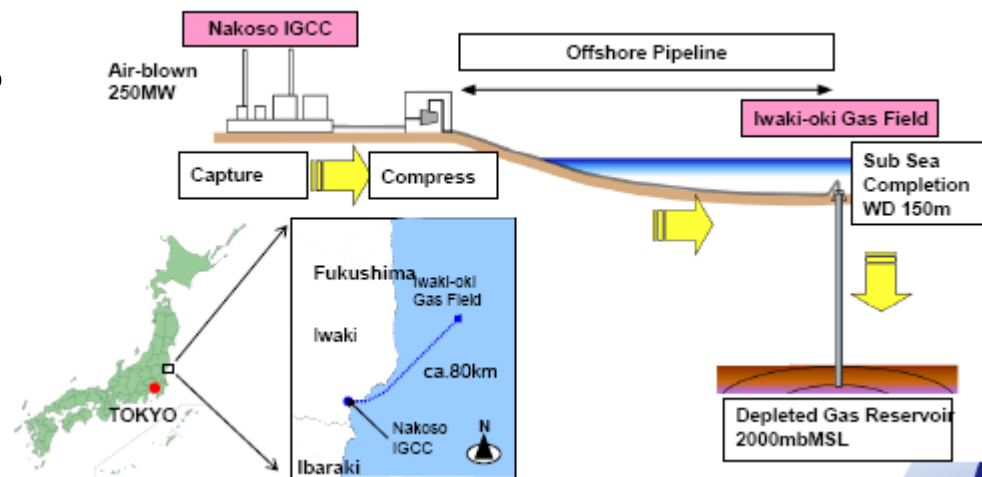 Nakoso IGCC
Offshore Pipeline
Air-blown
250MW
Iwaki-oki Gas Field
Capture
Compress
Sub Sea
Completion
WD 150m
Fukushima
Iwaki-oki
Gas Field
Iwaki
ca.80km
TOKYO
Nakoso
IGCC
N
Ibaraki
Depleted Gas Reservoir
2000mbMSL